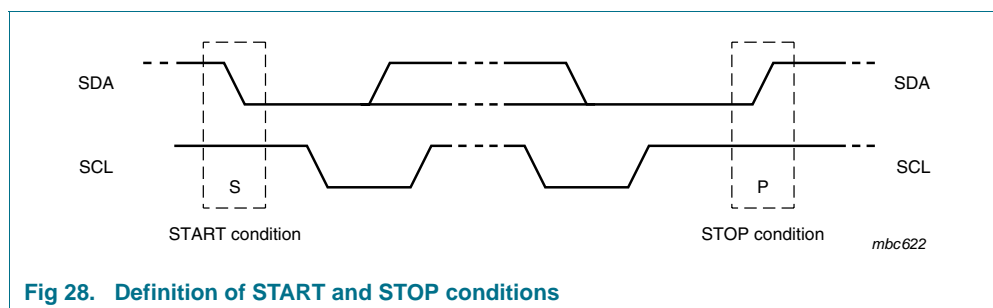 SDA
SDA
SCL
SCL
S
P
START condition
STOP condition
mbc622
Fig 28. Definition of START and STOP conditions